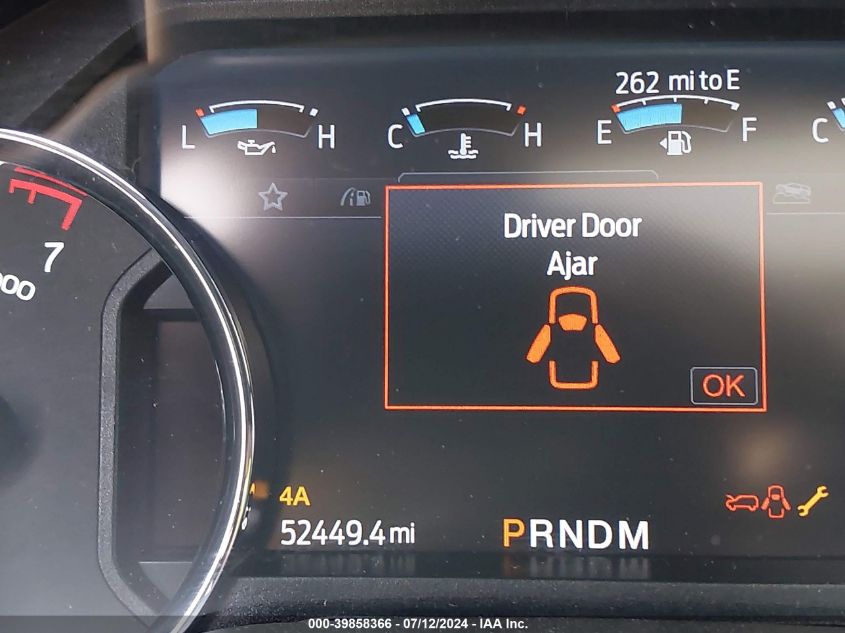 262 mi to E
L H C H E F C
Driver Door
Ajar
OK
7
000
4A
52449.4 mi
PRNDM
000-39858366 - 07/12/2024 - IAA Inc.